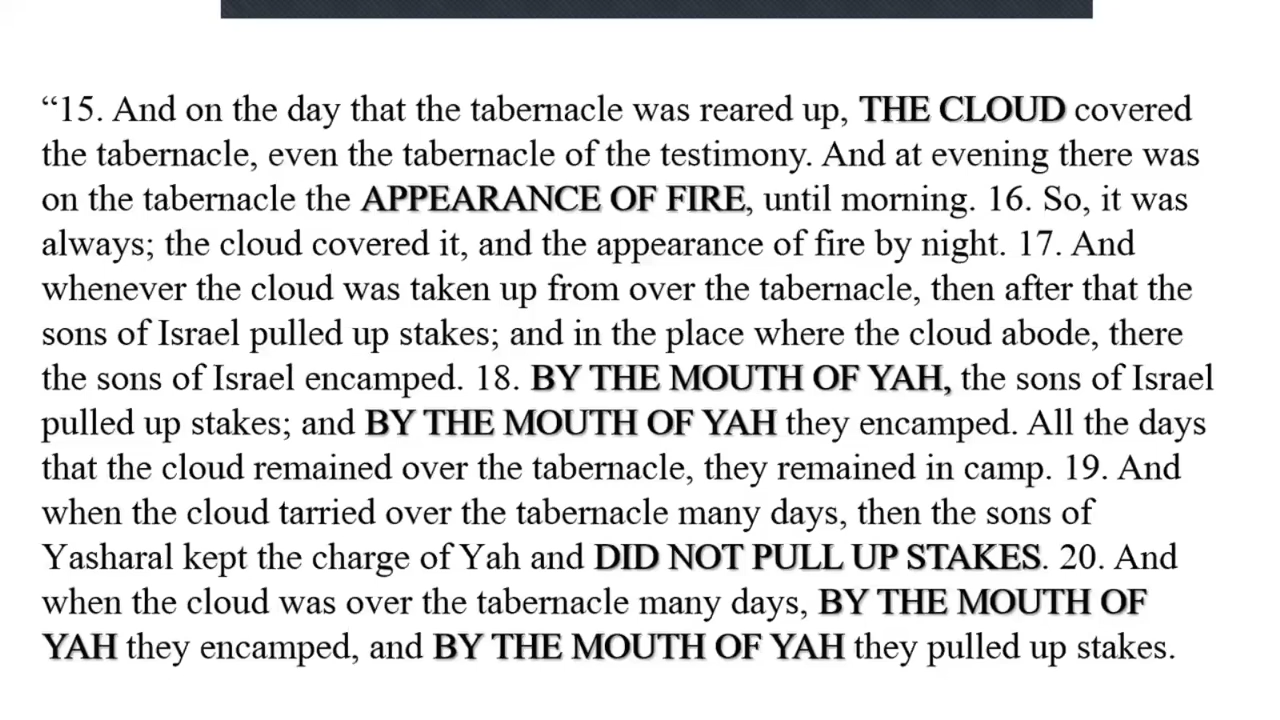 “15. And on the day that the tabernacle was reared up, THE CLOUD covered
the tabernacle, even the tabernacle of the testimony. And at evening there was
on the tabernacle the APPEARANCE OF FIRE, until morning. 16. So, it was
always; the cloud covered it, and the appearance of fire by night. 17. And
whenever the cloud was taken up from over the tabernacle, then after that the
sons of Israel pulled up stakes; and in the place where the cloud abode, there
the sons of Israel encamped. 18. BY THE MOUTH OF YAH, the sons of Israel
pulled up stakes; and BY THE MOUTH OF YAH they encamped. All the days
that the cloud remained over the tabernacle, they remained in camp. 19. And
when the cloud tarried over the tabernacle many days, then the sons of
Yasharal kept the charge of Yah and DID NOT PULL UP STAKES. 20. And
when the cloud was over the tabernacle many days, BY THE MOUTH OF
YAH they encamped, and BY THE MOUTH OF YAH they pulled up stakes.